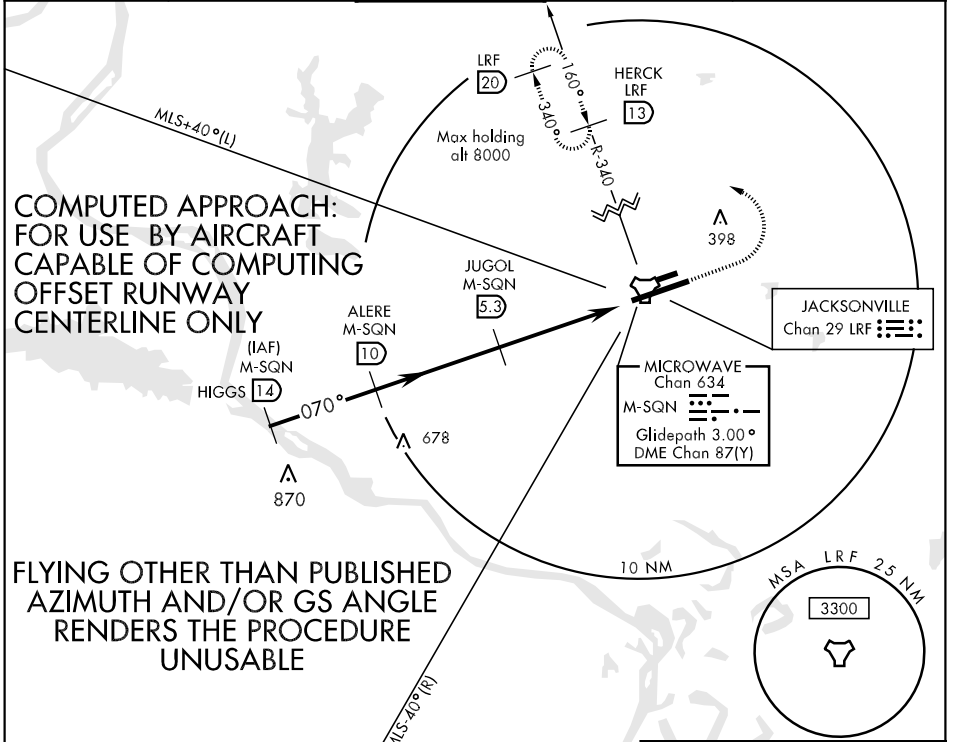 LRF
20
HERCK
LRF
13
160°
340°
Max holding
alt 8000
R-340
MLS+40°(L)
COMPUTED APPROACH:
FOR USE BY AIRCRAFT
CAPABLE OF COMPUTING
OFFSET RUNWAY
CENTERLINE ONLY
398
JUGOL
M-SQN
5.3
ALERE
M-SQN
10
(IAF)
M-SQN
HIGGS 14
070°
678
870
JACKSONVILLE
Chan 29 LRF
MICROWAVE
Chan 634
M-SQN
Glidepath 3.00°
DME Chan 87(Y)
FLYING OTHER THAN PUBLISHED
AZIMUTH AND/OR GS ANGLE
RENDERS THE PROCEDURE
UNUSABLE
10 NM
MLS-40°(R)
MSA LRF 25 NM
3300